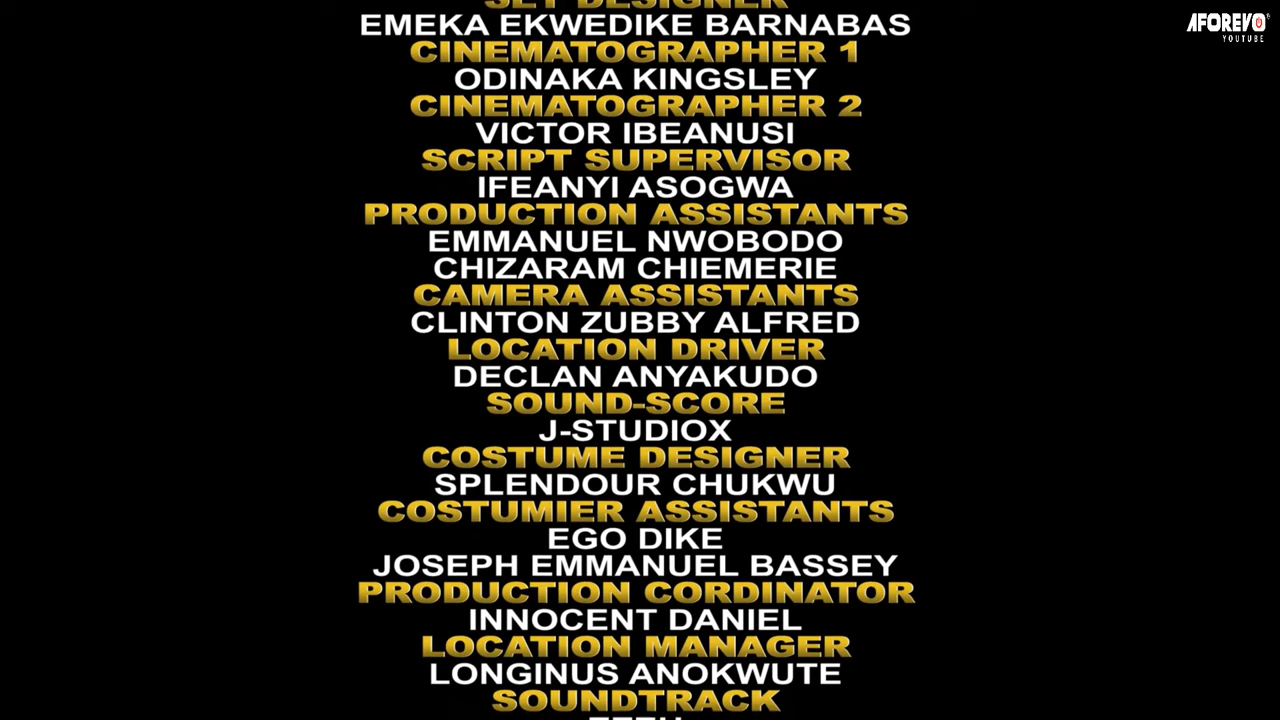 SET DESIGNER
EMEKA EKWEDIKE BARNABAS
CINEMATOGRAPHER 1
ODINAKA KINGSLEY
CINEMATOGRAPHER 2
VICTOR IBEANUSI
SCRIPT SUPERVISOR
IFEANYI ASOGWA
PRODUCTION ASSISTANTS
EMMANUEL NWOBODO
CHIZARAM CHIEMERIE
CAMERA ASSISTANTS
CLINTON ZUBBY ALFRED
LOCATION DRIVER
DECLAN ANYAKUDO
SOUND-SCORE
J-STUDIOX
COSTUME DESIGNER
SPLENDOUR CHUKWU
COSTUMIER ASSISTANTS
EGO DIKE
JOSEPH EMMANUEL BASSEY
PRODUCTION CORDINATOR
INNOCENT DANIEL
LOCATION MANAGER
LONGINUS ANOKWUTE
SOUNDTRACK
AFOREVO
YOUTUBE